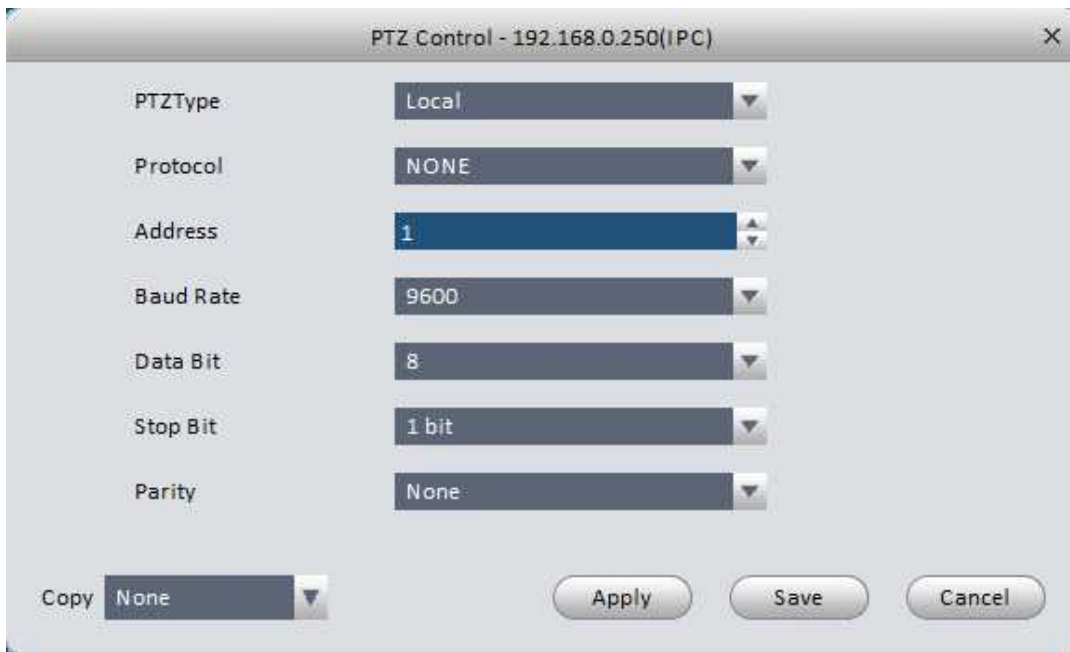 PTZ Control - 192.168.0.250(IPC)
PTZType Local
Protocol NONE
Address 1
Baud Rate 9600
Data Bit 8
Stop Bit 1 bit
Parity None
Copy None Apply Save Cancel